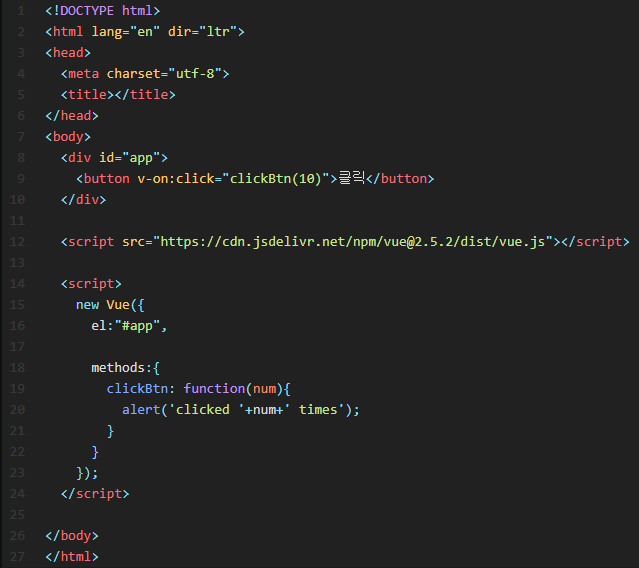 1 <!DOCTYPE html>
2 <html lang="en" dir="ltr">
3 <head>
4   <meta charset="utf-8">
5   <title></title>
6 </head>
7 <body>
8   <div id="app">
9     <button v-on:click="clickBtn(10)">클릭</button>
10   </div>
11
12   <script src="https://cdn.jsdelivr.net/npm/vue@2.5.2/dist/vue.js"></script>
13
14   <script>
15     new Vue({
16       el:"#app",
17
18       methods:{
19         clickBtn: function(num){
20           alert('clicked '+num+' times');
21         }
22       }
23     });
24   </script>
25
26 </body>
27 </html>